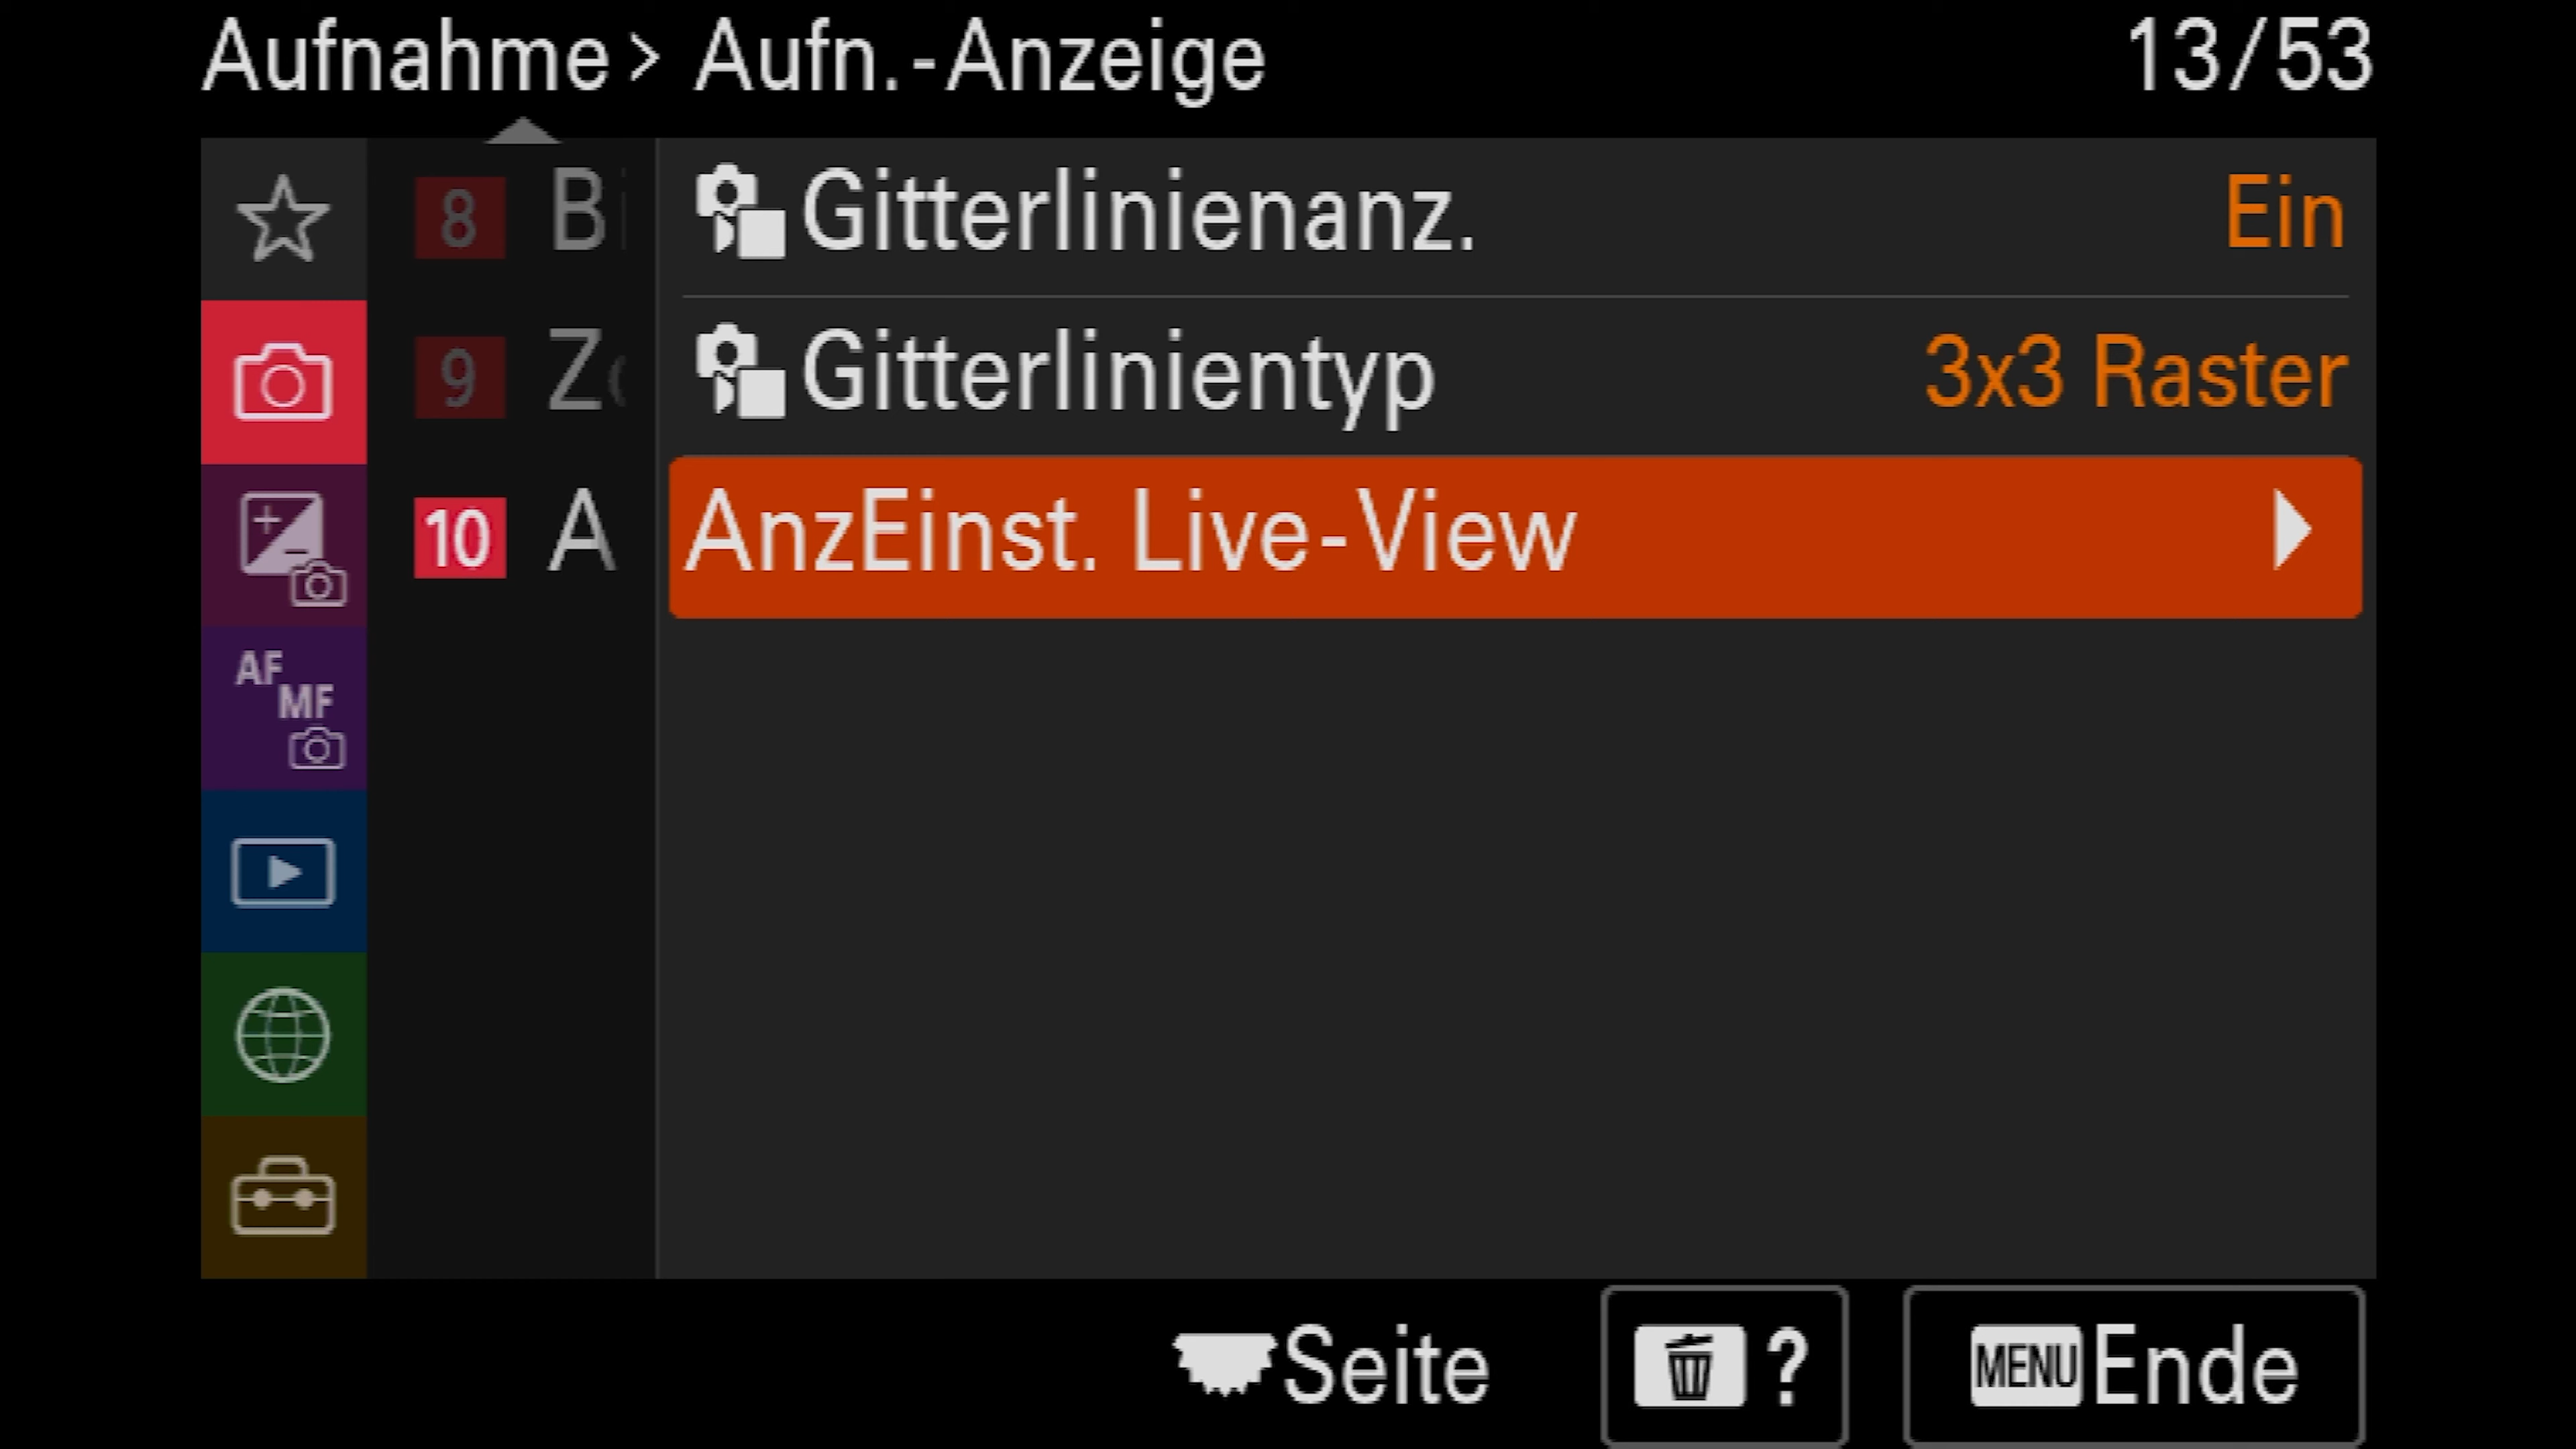 Aufnahme > Aufn.-Anzeige
13/53
8
9
10 A
Gitterlinienanz. Ein
Gitterlinientyp 3x3 Raster
AnzEinst. Live-View
AF
MF
Seite
?
MENU Ende